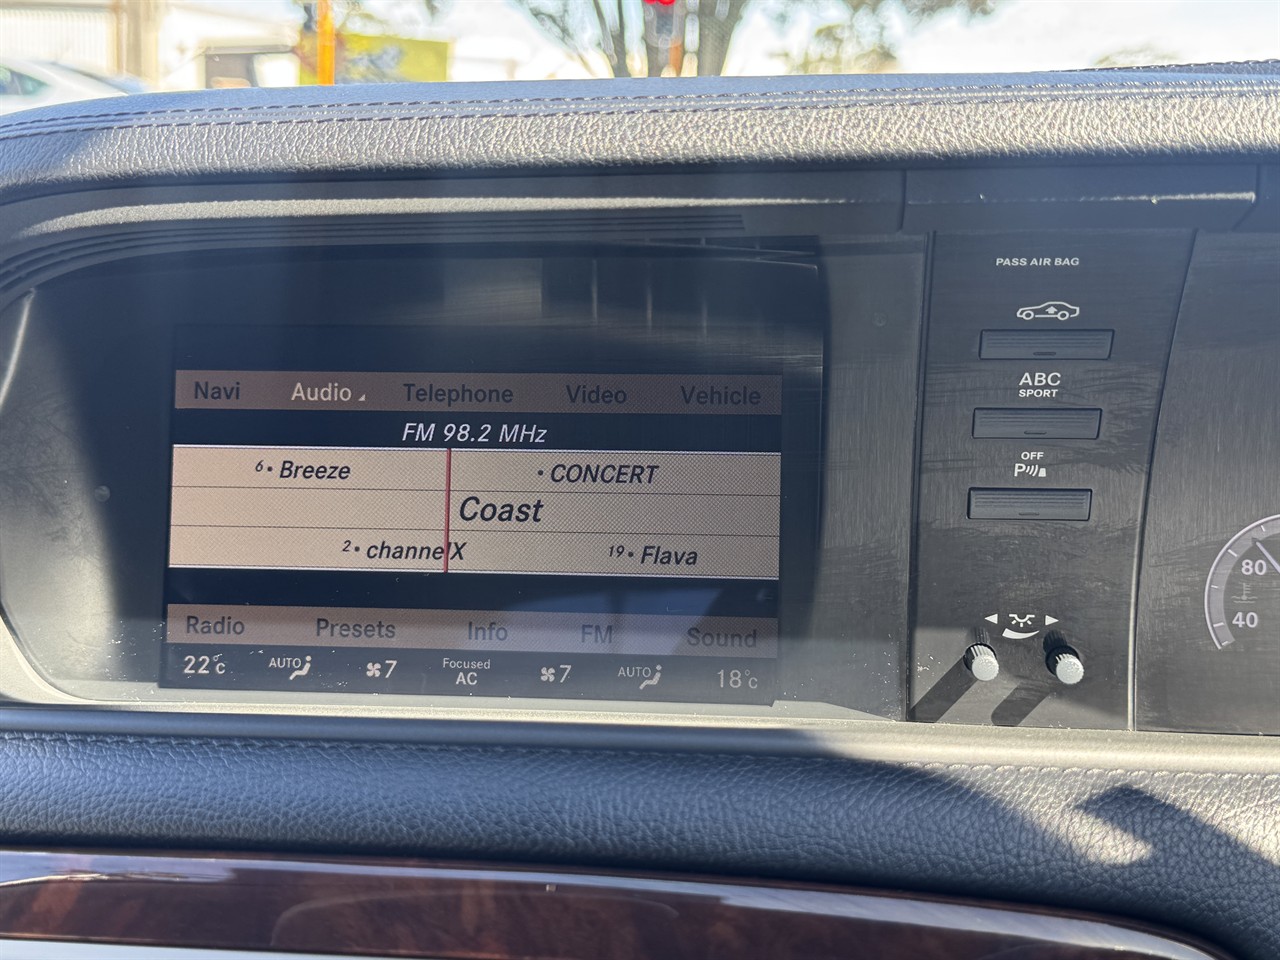 Navi Audio Telephone Video Vehicle
FM 98.2 MHz
6• Breeze • CONCERT
Coast
2• channelX 19• Flava
Radio Presets Info FM Sound
22°C AUTO 7 Focused AC 7 AUTO 18°C
PASS AIR BAG
ABC
SPORT
OFF
P
80
40